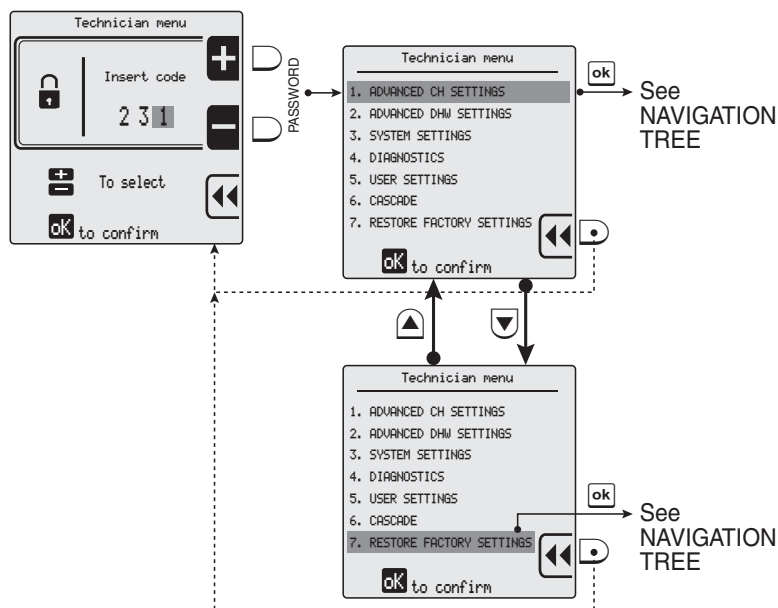 Technician menu
Insert code
2 3 1
+
-
To select
oK to confirm
PASSWORD
Technician menu
1. ADVANCED CH SETTINGS
2. ADVANCED DHW SETTINGS
3. SYSTEM SETTINGS
4. DIAGNOSTICS
5. USER SETTINGS
6. CASCADE
7. RESTORE FACTORY SETTINGS
oK to confirm
ok
See
NAVIGATION
TREE
Technician menu
1. ADVANCED CH SETTINGS
2. ADVANCED DHW SETTINGS
3. SYSTEM SETTINGS
4. DIAGNOSTICS
5. USER SETTINGS
6. CASCADE
7. RESTORE FACTORY SETTINGS
oK to confirm
ok
See
NAVIGATION
TREE